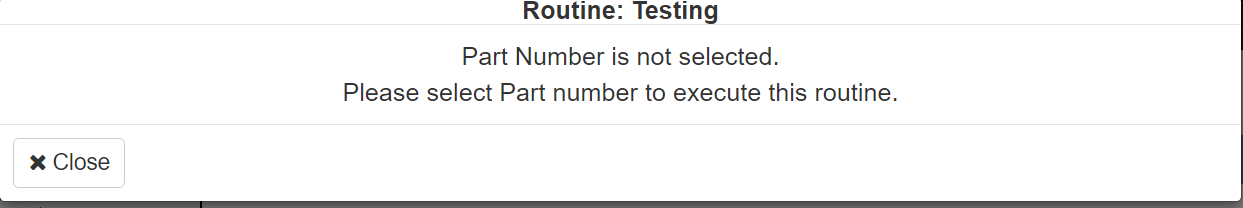 Routine: Testing
Part Number is not selected.
Please select Part number to execute this routine.
✖ Close